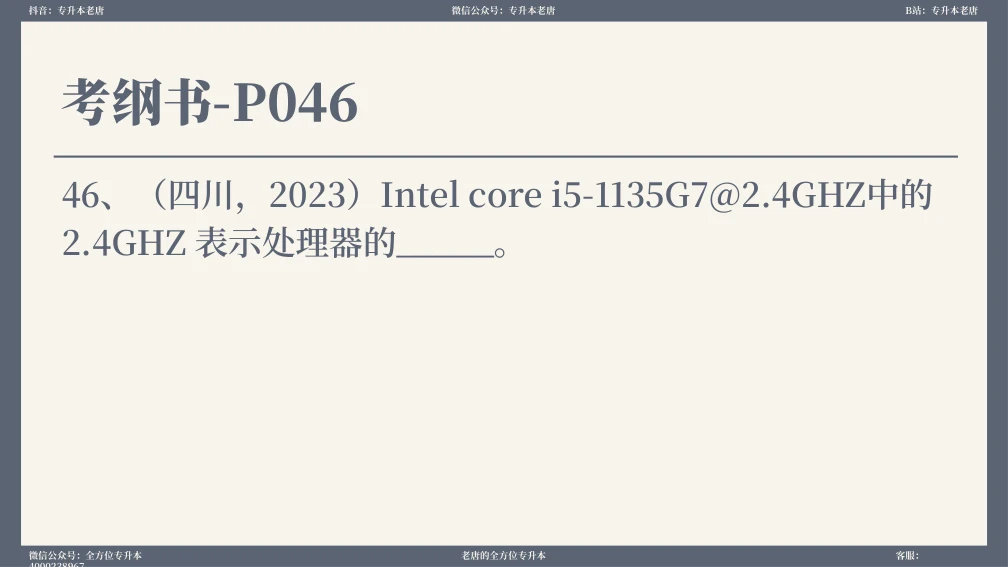 抖音：专升本老唐
微信公众号：专升本老唐
B站：专升本老唐
考纲书-P046
46、（四川，2023）Intel core i5-1135G7@2.4GHZ中的
2.4GHZ 表示处理器的______。
微信公众号：全方位专升本
老唐的全方位专升本
客服：
4000238967